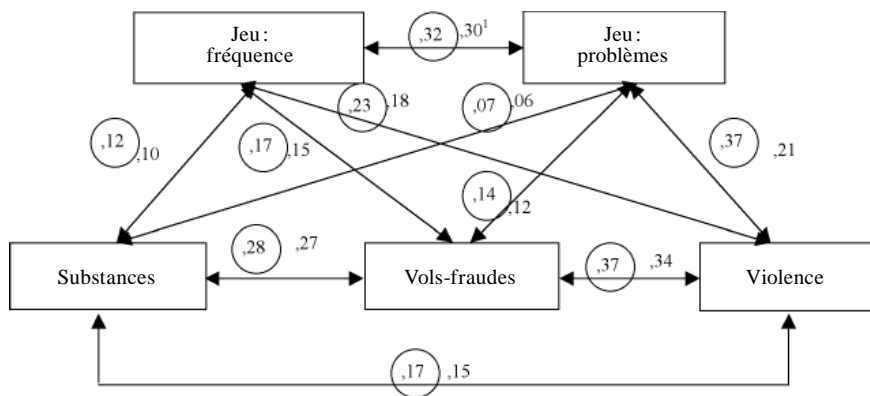 Jeu :
fréquence
Jeu :
problèmes
,32 ,30¹
,23 ,18
,07 ,06
,12 ,10
,17 ,15
,37 ,21
,14 ,12
,28 ,27
,37 ,34
Substances
Vols-fraudes
Violence
,17 ,15